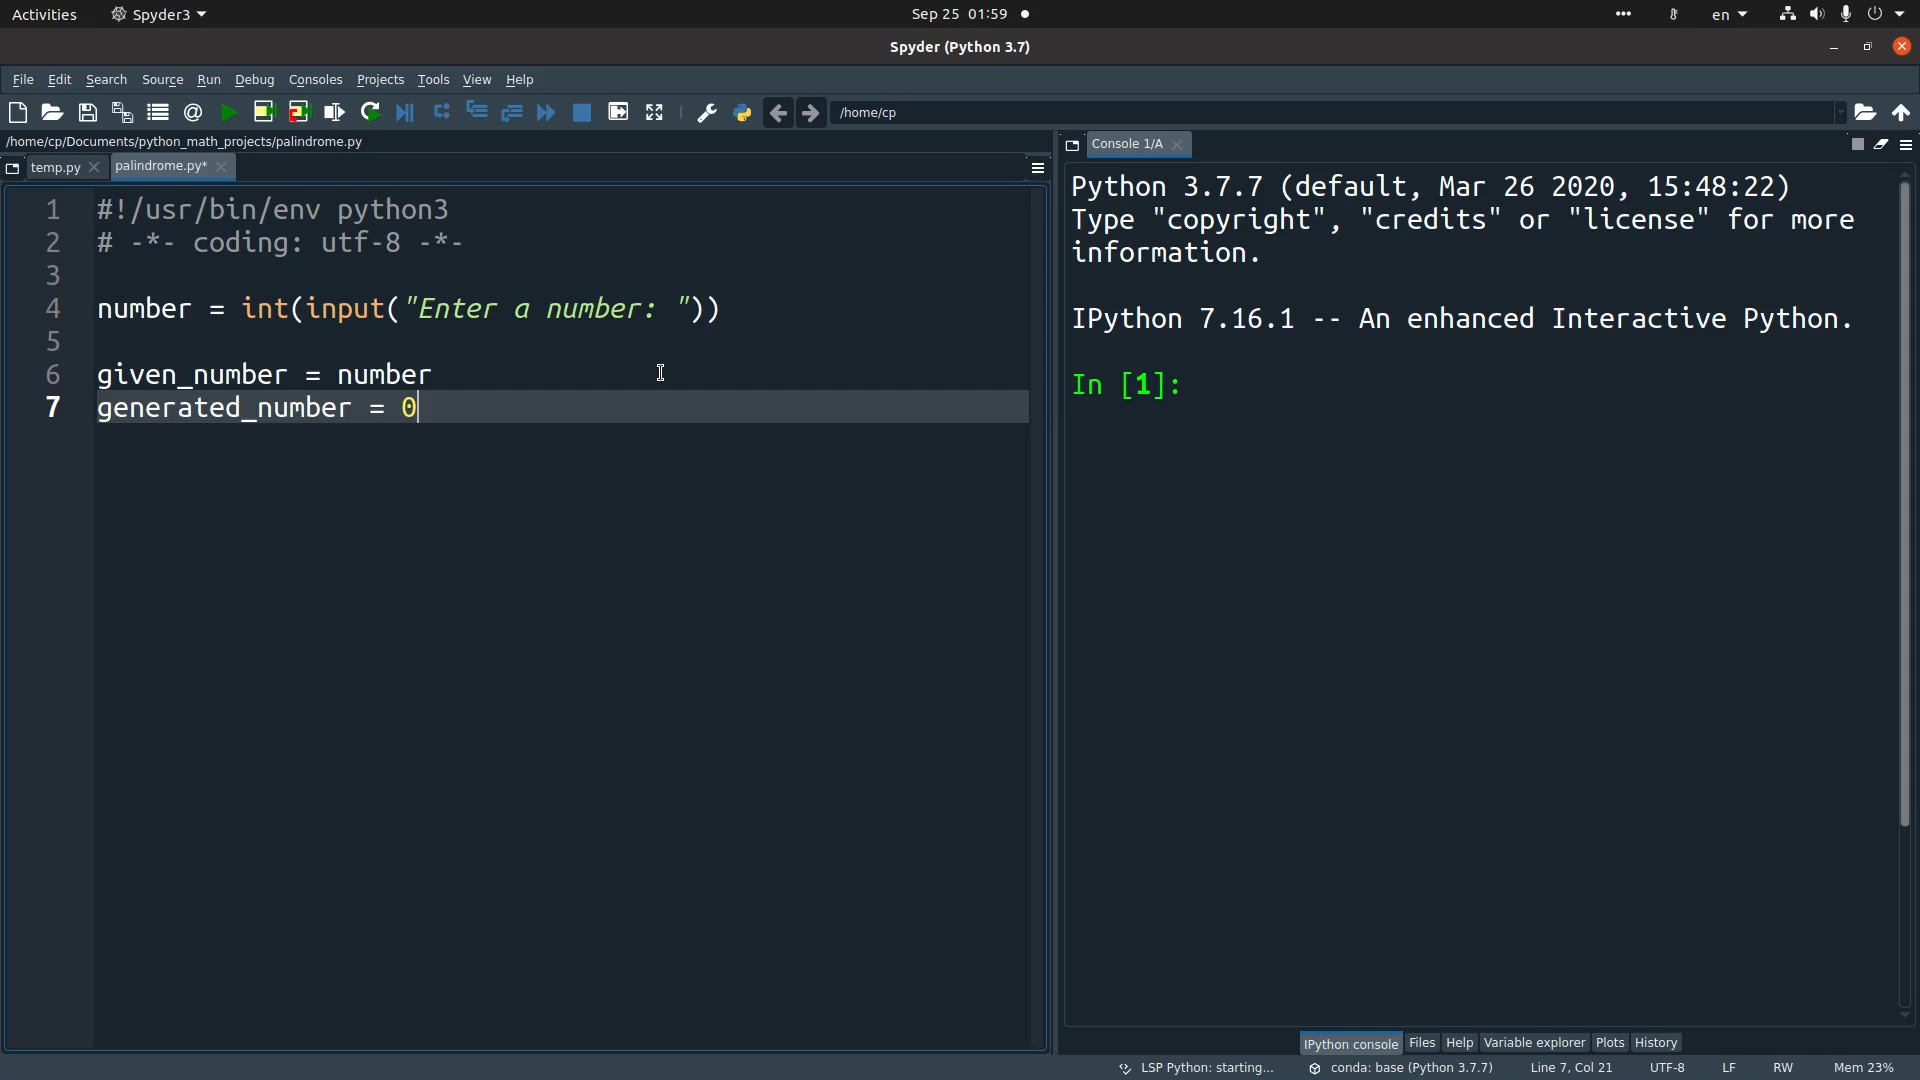 Activities Spyder3 Sep 25 01:59 en
Spyder (Python 3.7)
File Edit Search Source Run Debug Consoles Projects Tools View Help
/home/cp
/home/cp/Documents/python_math_projects/palindrome.py
temp.py palindrome.py*
1 #!/usr/bin/env python3
2 # -*- coding: utf-8 -*-
3
4 number = int(input("Enter a number: "))
5
6 given_number = number
7 generated_number = 0
Console 1/A
Python 3.7.7 (default, Mar 26 2020, 15:48:22)
Type "copyright", "credits" or "license" for more
information.
IPython 7.16.1 -- An enhanced Interactive Python.
In [1]:
IPython console Files Help Variable explorer Plots History
LSP Python: starting... conda: base (Python 3.7.7) Line 7, Col 21 UTF-8 LF RW Mem 23%